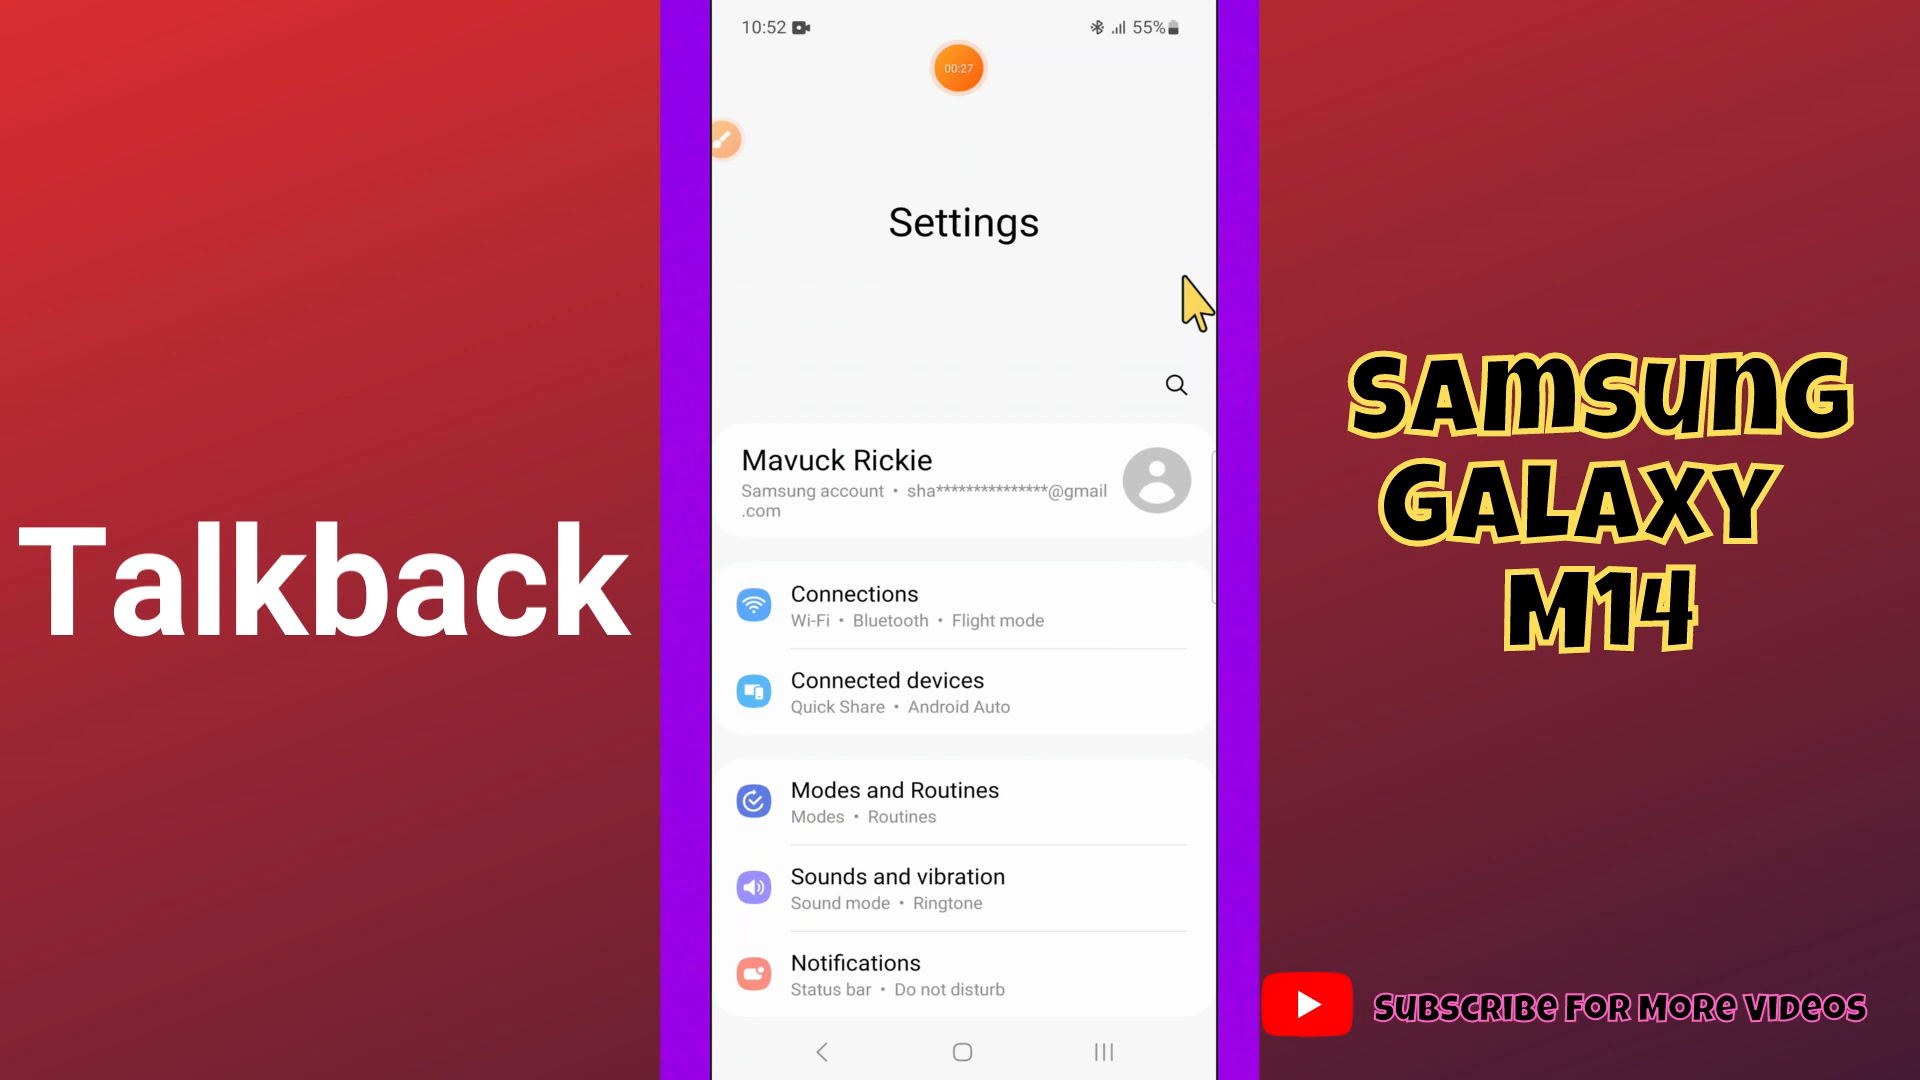 Talkback
10:52
55%
00:27
Settings
Mavuck Rickie
Samsung account • sha***************@gmail
.com
Connections
Wi-Fi • Bluetooth • Flight mode
Connected devices
Quick Share • Android Auto
Modes and Routines
Modes • Routines
Sounds and vibration
Sound mode • Ringtone
Notifications
Status bar • Do not disturb
SAMSUNG
GALAXY
M14
SUBSCRIBE FOR MORE VIDEOS